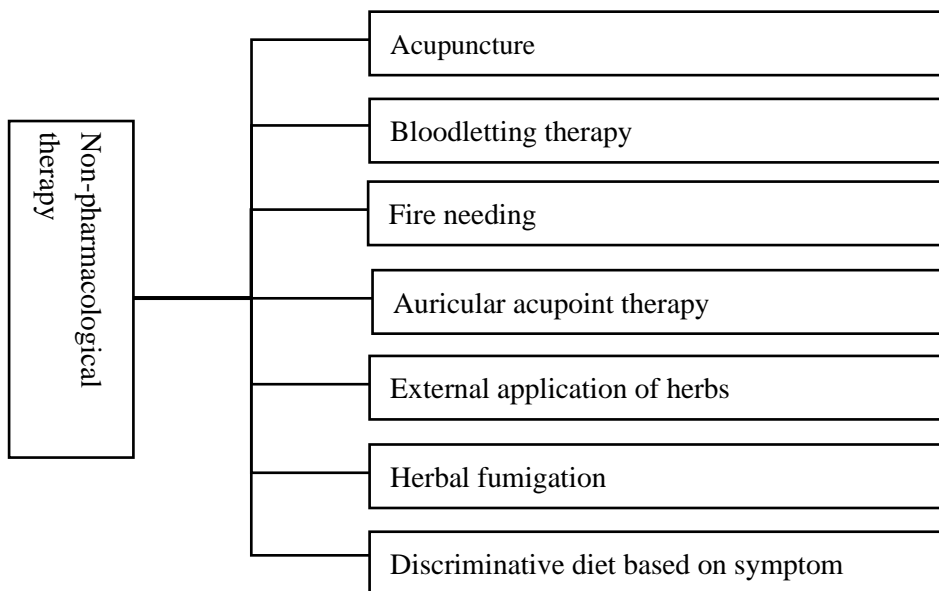 Non-pharmacological
therapy
Acupuncture
Bloodletting therapy
Fire needing
Auricular acupoint therapy
External application of herbs
Herbal fumigation
Discriminative diet based on symptom